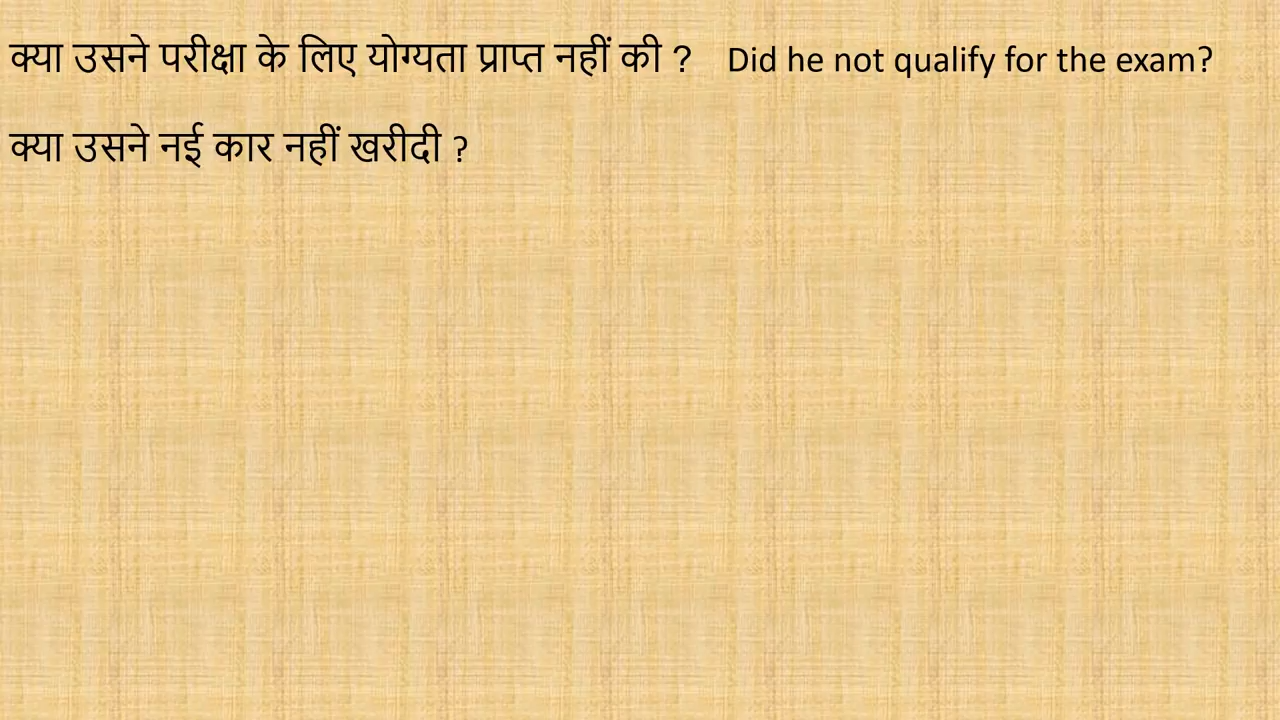 क्या उसने परीक्षा के लिए योग्यता प्राप्त नहीं की ? Did he not qualify for the exam?
क्या उसने नई कार नहीं खरीदी ?